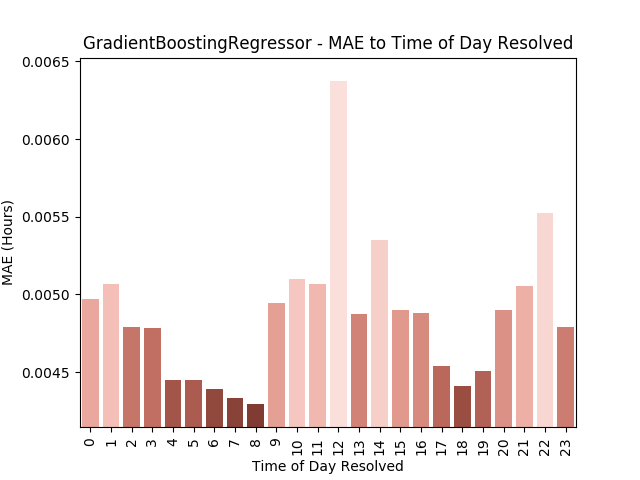 GradientBoostingRegressor - MAE to Time of Day Resolved
MAE (Hours)
0.0065
0.0060
0.0055
0.0050
0.0045
0 1 2 3 4 5 6 7 8 9 10 11 12 13 14 15 16 17 18 19 20 21 22 23
Time of Day Resolved